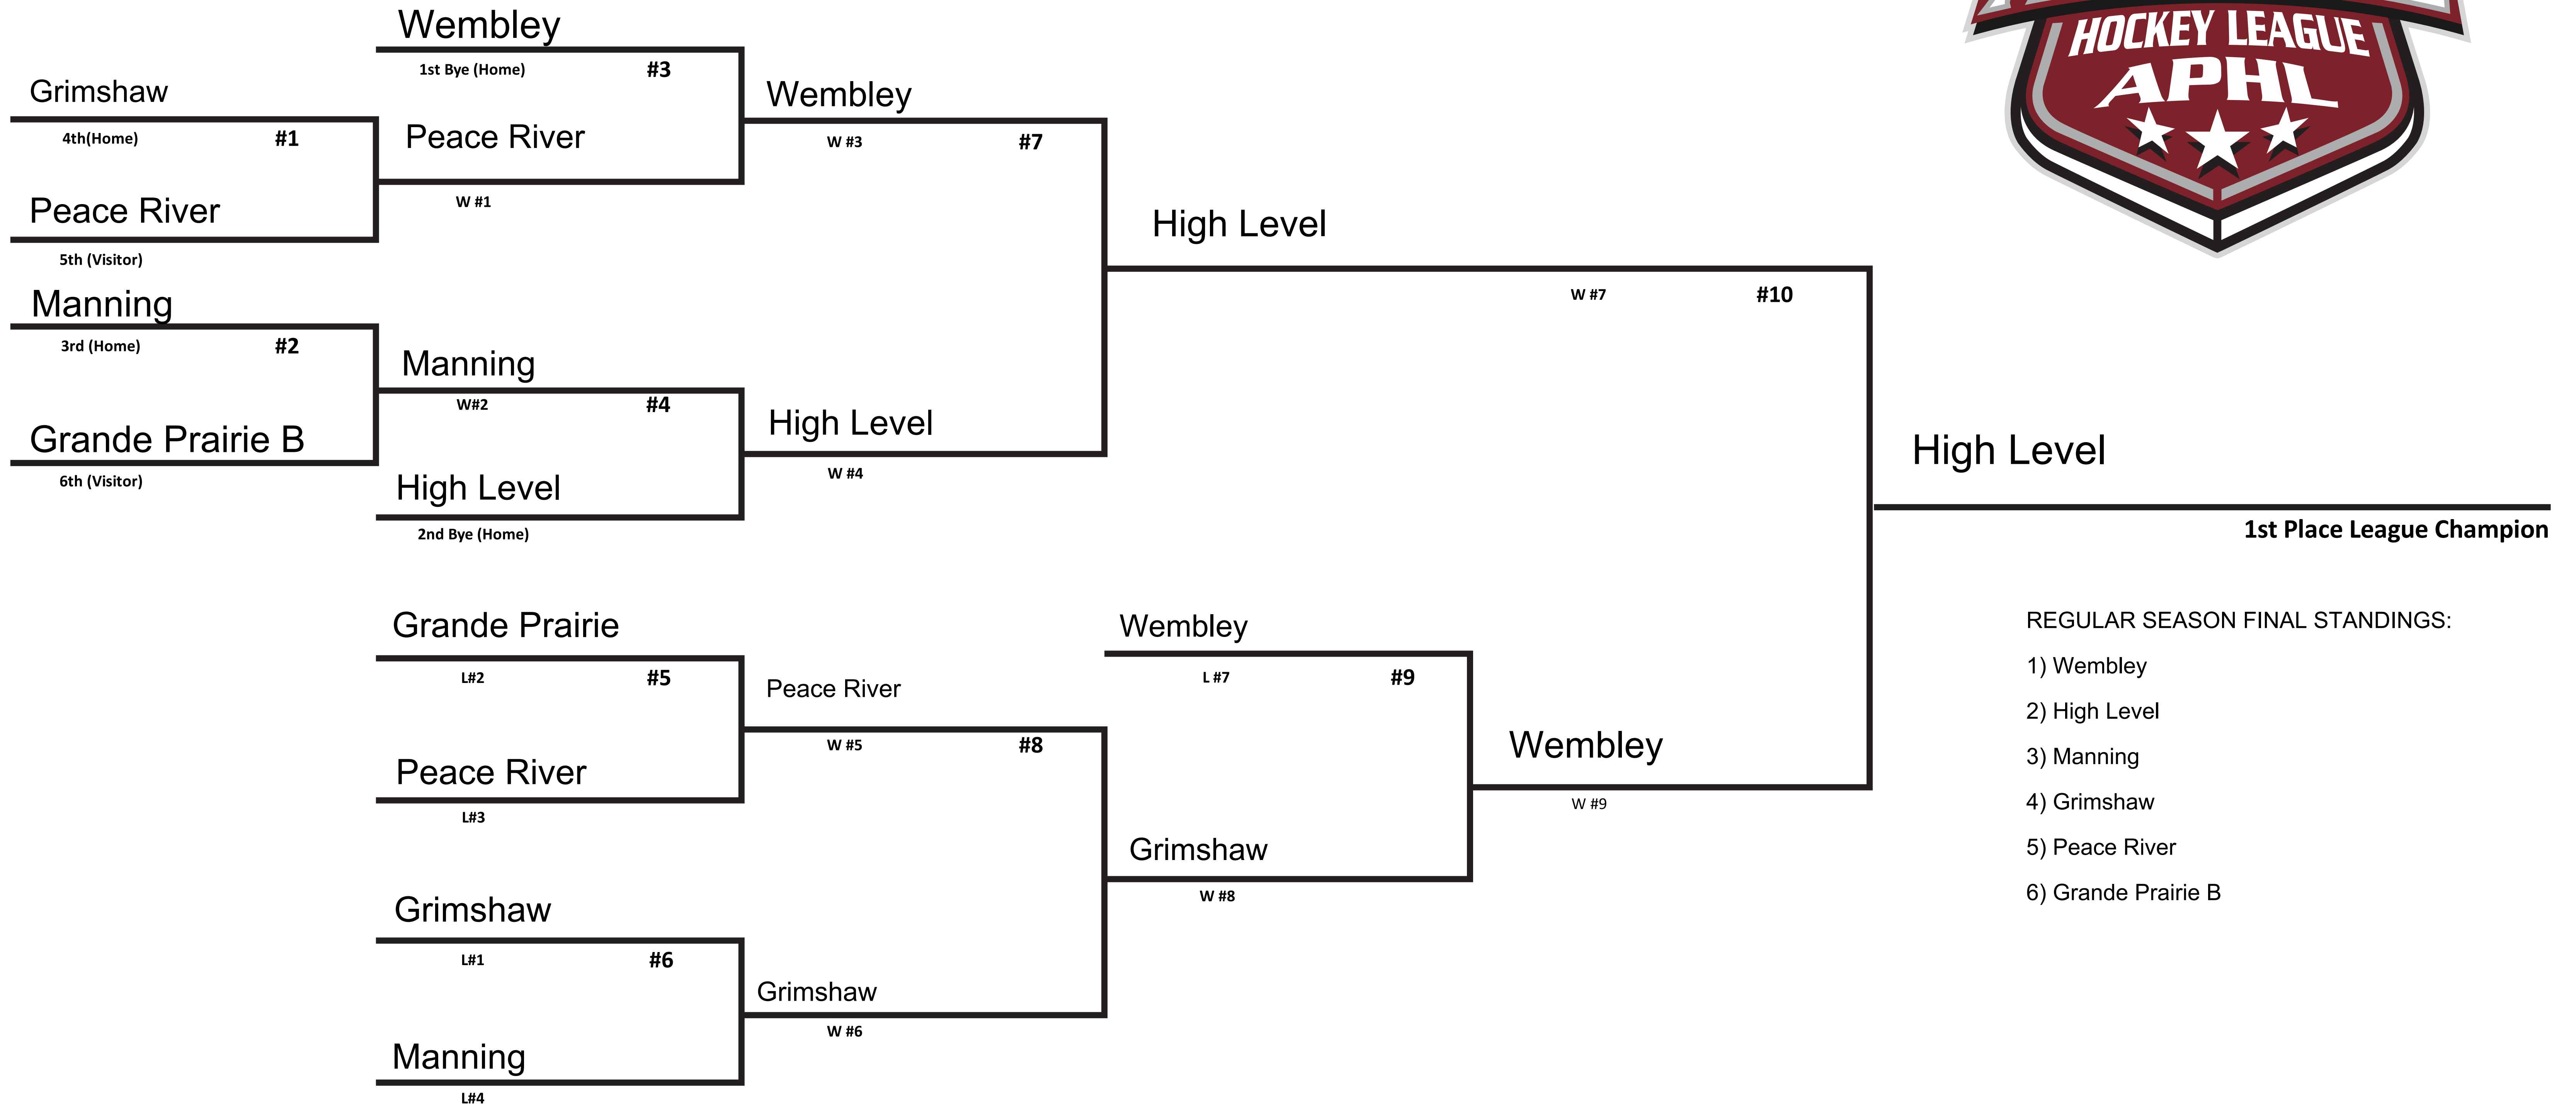 HOCKEY LEAGUE
APHL
Wembley
1st Bye (Home) #3
Grimshaw
4th(Home) #1
Peace River
W #1
Wembley
W #3 #7
Peace River
5th (Visitor)
High Level
W #7 #10
Manning
3rd (Home) #2
Manning
W#2 #4
Grande Prairie B
6th (Visitor)
High Level
W #4
High Level
2nd Bye (Home)
High Level
1st Place League Champion
Grande Prairie
L#2 #5
Peace River
W #5 #8
Peace River
L#3
Wembley
L #7 #9
Wembley
W #9
Grimshaw
W #8
Grimshaw
L#1 #6
Grimshaw
W #6
Manning
L#4
REGULAR SEASON FINAL STANDINGS:
1) Wembley
2) High Level
3) Manning
4) Grimshaw
5) Peace River
6) Grande Prairie B